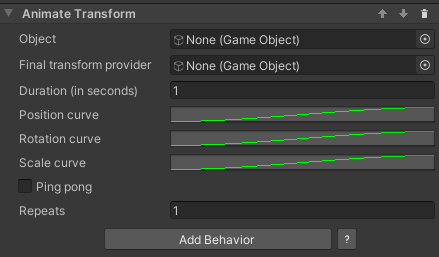 Animate Transform
Object None (Game Object)
Final transform provider None (Game Object)
Duration (in seconds) 1
Position curve
Rotation curve
Scale curve
Ping pong
Repeats 1
Add Behavior ?